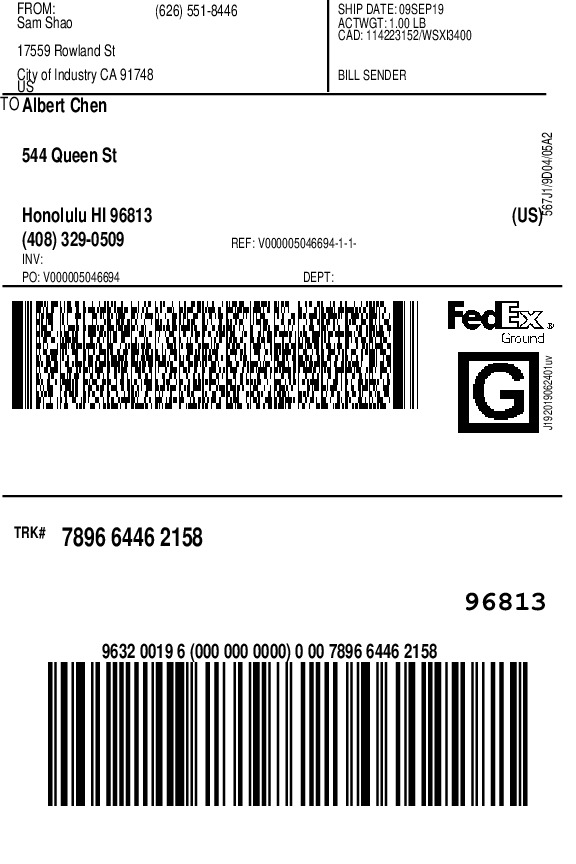 FROM:
Sam Shao
(626) 551-8446
17559 Rowland St
City of Industry CA 91748
US
SHIP DATE: 09SEP19
ACTWGT: 1.00 LB
CAD: 114223152/WSXI3400
BILL SENDER
TO Albert Chen
544 Queen St
Honolulu HI 96813
(US)
(408) 329-0509
REF: V000005046694-1-1-
INV:
PO: V000005046694
DEPT:
567J1/9D04/05A2
FedEx ®
Ground
G
J192019062401uv
TRK# 7896 6446 2158
96813
9632 0019 6 (000 000 0000) 0 00 7896 6446 2158